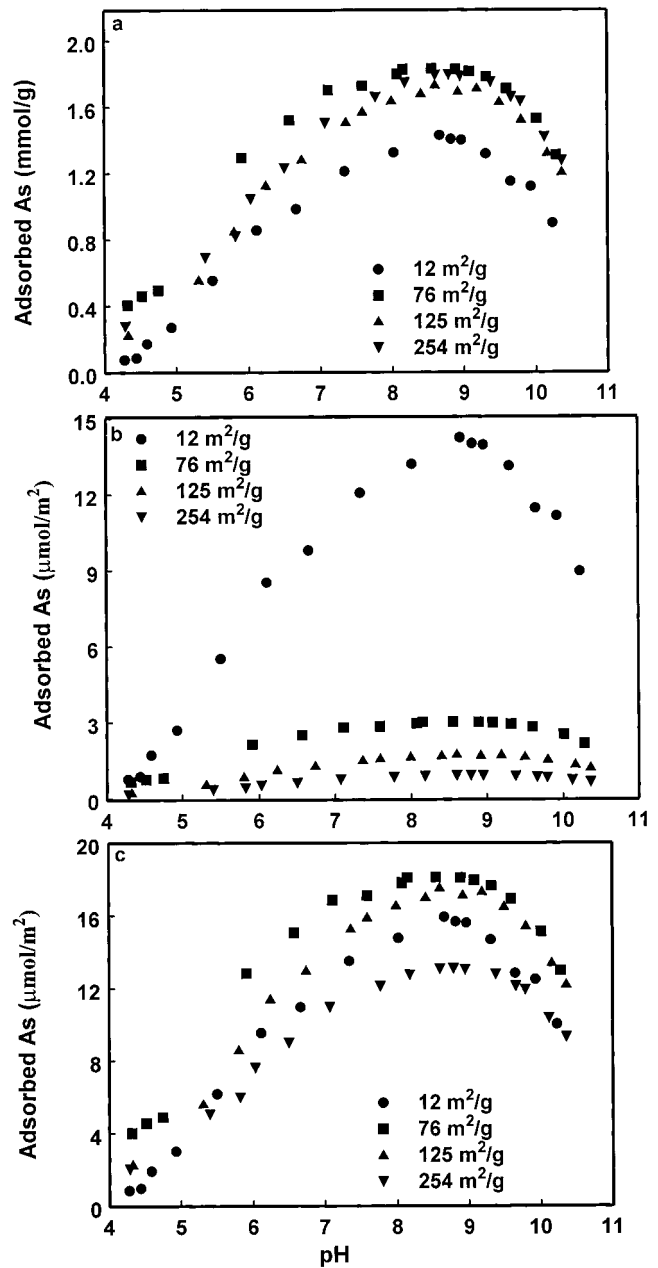 a
2.0
1.6
1.2
0.8
0.4
0.0
Adsorbed As (mmol/g)
12 m²/g
76 m²/g
125 m²/g
254 m²/g
4 5 6 7 8 9 10 11
b
15
12
9
6
3
0
Adsorbed As (μmol/m²)
12 m²/g
76 m²/g
125 m²/g
254 m²/g
4 5 6 7 8 9 10 11
c
20
16
12
8
4
0
Adsorbed As (μmol/m²)
12 m²/g
76 m²/g
125 m²/g
254 m²/g
4 5 6 7 8 9 10 11
pH